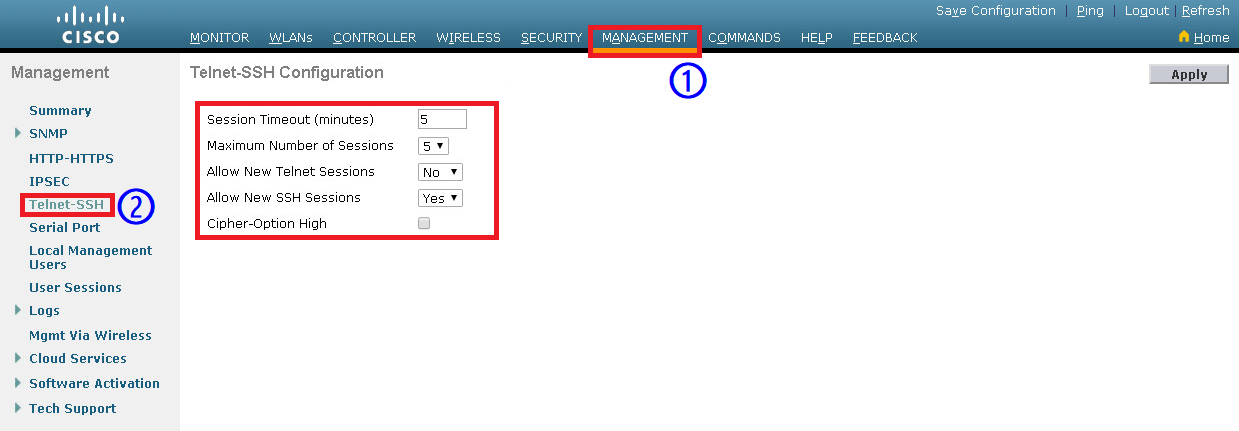 Save Configuration | Ping | Logout | Refresh
CISCO
MONITOR WLANs CONTROLLER WIRELESS SECURITY MANAGEMENT COMMANDS HELP FEEDBACK Home
1
Management
Summary
SNMP
HTTP-HTTPS
IPSEC
Telnet-SSH
2
Serial Port
Local Management
Users
User Sessions
Logs
Mgmt Via Wireless
Cloud Services
Software Activation
Tech Support
Telnet-SSH Configuration
Apply
Session Timeout (minutes) 5
Maximum Number of Sessions 5
Allow New Telnet Sessions No
Allow New SSH Sessions Yes
Cipher-Option High